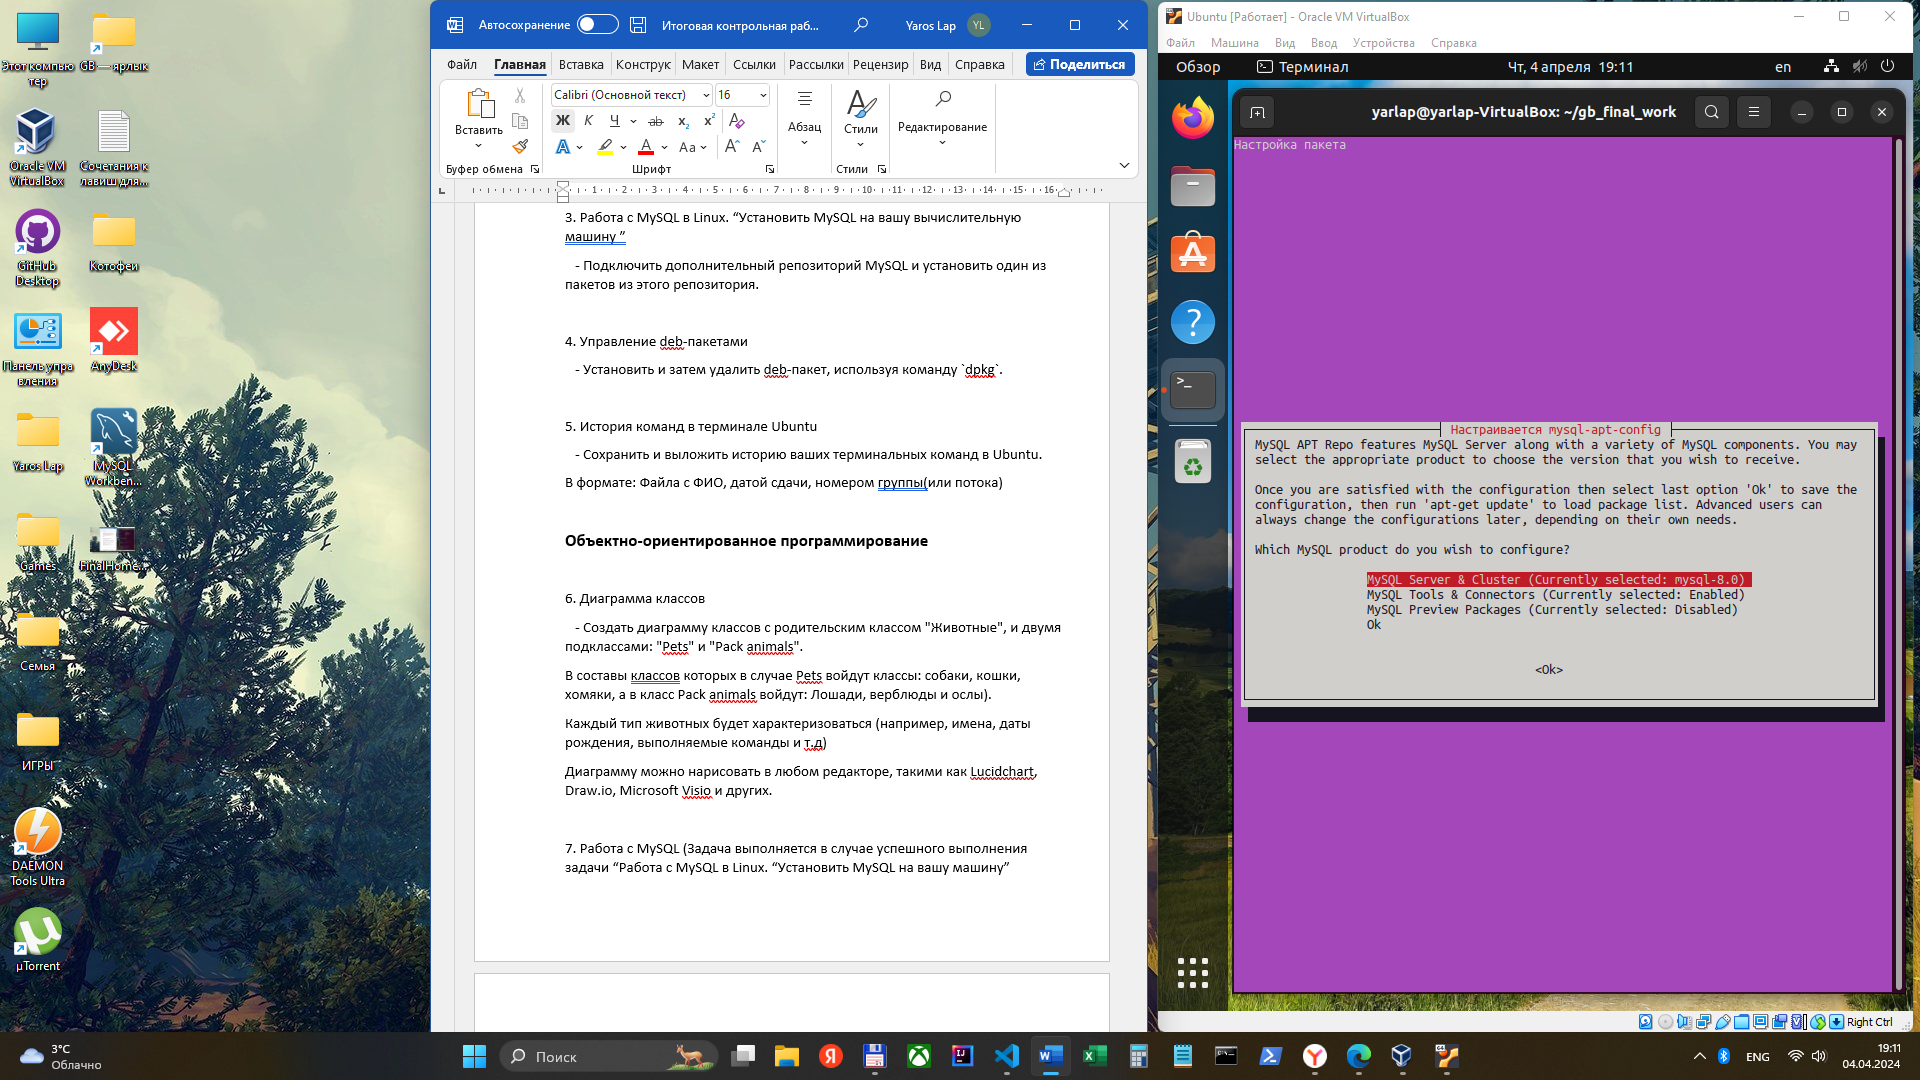 Этот компьютер
GB — ярлык
Oracle VM VirtualBox
Сочетания клавиш для...
GitHub Desktop
Котофеи
Панель управления
AnyDesk
Yaros Lap
MySQL Workben...
Games
FinalHome...
Семья
ИГРЫ
DAEMON Tools Ultra
µTorrent
Автосохранение
Итоговая контрольная раб...
Yaros Lap
YL
Файл
Главная
Вставка
Конструк
Макет
Ссылки
Рассылки
Рецензир
Вид
Справка
Поделиться
Вставить
Calibri (Основной текст)
16
Абзац
Стили
Редактирование
Буфер обмена
Шрифт
Стили
1 2 3 4 5 6 7 8 9 10 11 12 13 14 15 16
3. Работа с MySQL в Linux. “Установить MySQL на вашу вычислительную
машину ”
- Подключить дополнительный репозиторий MySQL и установить один из
пакетов из этого репозитория.
4. Управление deb-пакетами
- Установить и затем удалить deb-пакет, используя команду `dpkg`.
5. История команд в терминале Ubuntu
- Сохранить и выложить историю ваших терминальных команд в Ubuntu.
В формате: Файла с ФИО, датой сдачи, номером группы(или потока)
Объектно-ориентированное программирование
6. Диаграмма классов
- Создать диаграмму классов с родительским классом "Животные", и двумя
подклассами: "Pets" и "Pack animals".
В составы классов которых в случае Pets войдут классы: собаки, кошки,
хомяки, а в класс Pack animals войдут: Лошади, верблюды и ослы).
Каждый тип животных будет характеризоваться (например, имена, даты
рождения, выполняемые команды и т.д)
Диаграмму можно нарисовать в любом редакторе, такими как Lucidchart,
Draw.io, Microsoft Visio и других.
7. Работа с MySQL (Задача выполняется в случае успешного выполнения
задачи “Работа с MySQL в Linux. “Установить MySQL на вашу машину”
Ubuntu [Работает] - Oracle VM VirtualBox
Файл
Машина
Вид
Ввод
Устройства
Справка
Обзор
Терминал
Чт, 4 апреля 19:11
en
yarlap@yarlap-VirtualBox: ~/gb_final_work
Настройка пакета
Настраивается mysql-apt-config
MySQL APT Repo features MySQL Server along with a variety of MySQL components. You may
select the appropriate product to choose the version that you wish to receive.
Once you are satisfied with the configuration then select last option 'Ok' to save the
configuration, then run 'apt-get update' to load package list. Advanced users can
always change the configurations later, depending on their own needs.
Which MySQL product do you wish to configure?
MySQL Server & Cluster (Currently selected: mysql-8.0)
MySQL Tools & Connectors (Currently selected: Enabled)
MySQL Preview Packages (Currently selected: Disabled)
Ok
<Ok>
Right Ctrl
3°C
Облачно
Поиск
ENG
19:11
04.04.2024